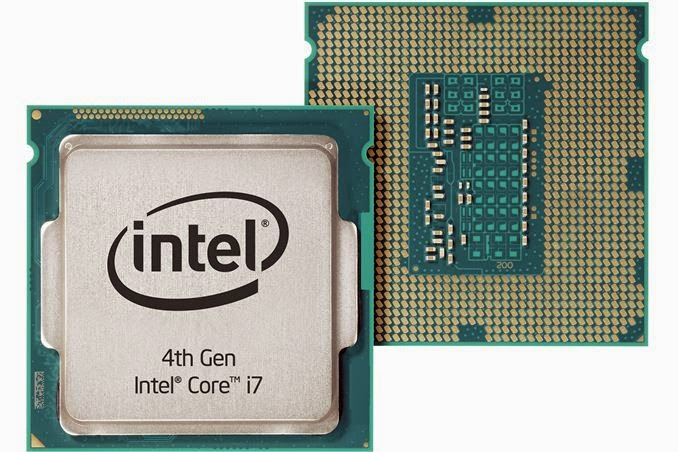 intel®
4th Gen
Intel® Core™ i7
200